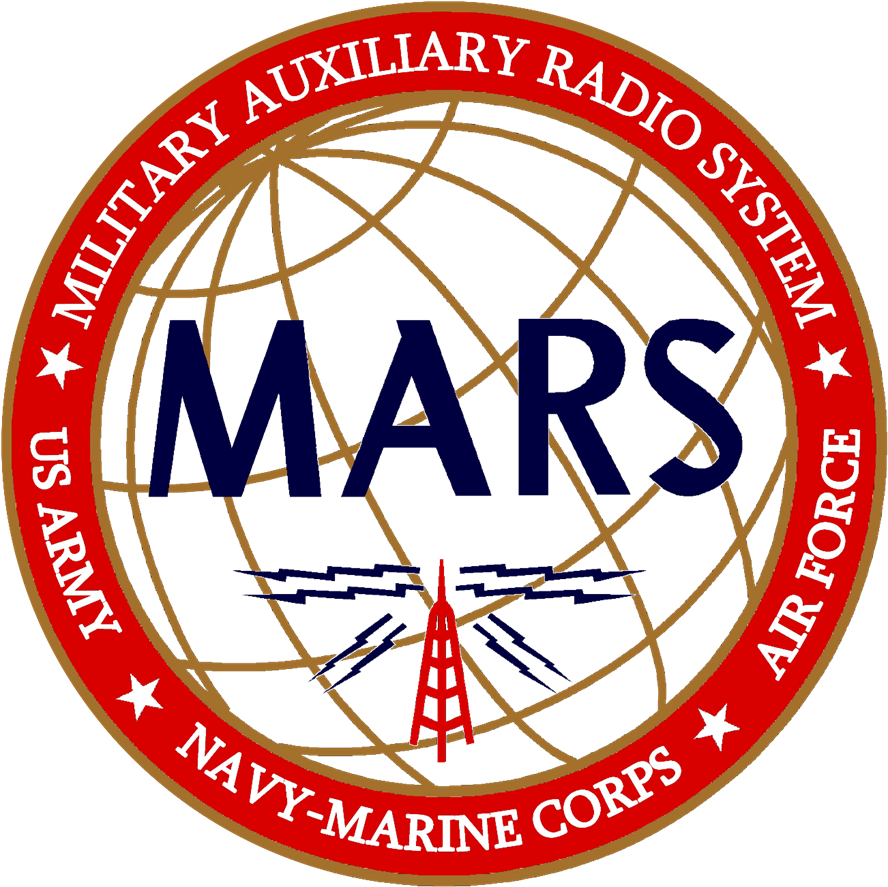 MILITARY AUXILIARY RADIO SYSTEM
MARS
US ARMY
NAVY-MARINE CORPS
AIR FORCE